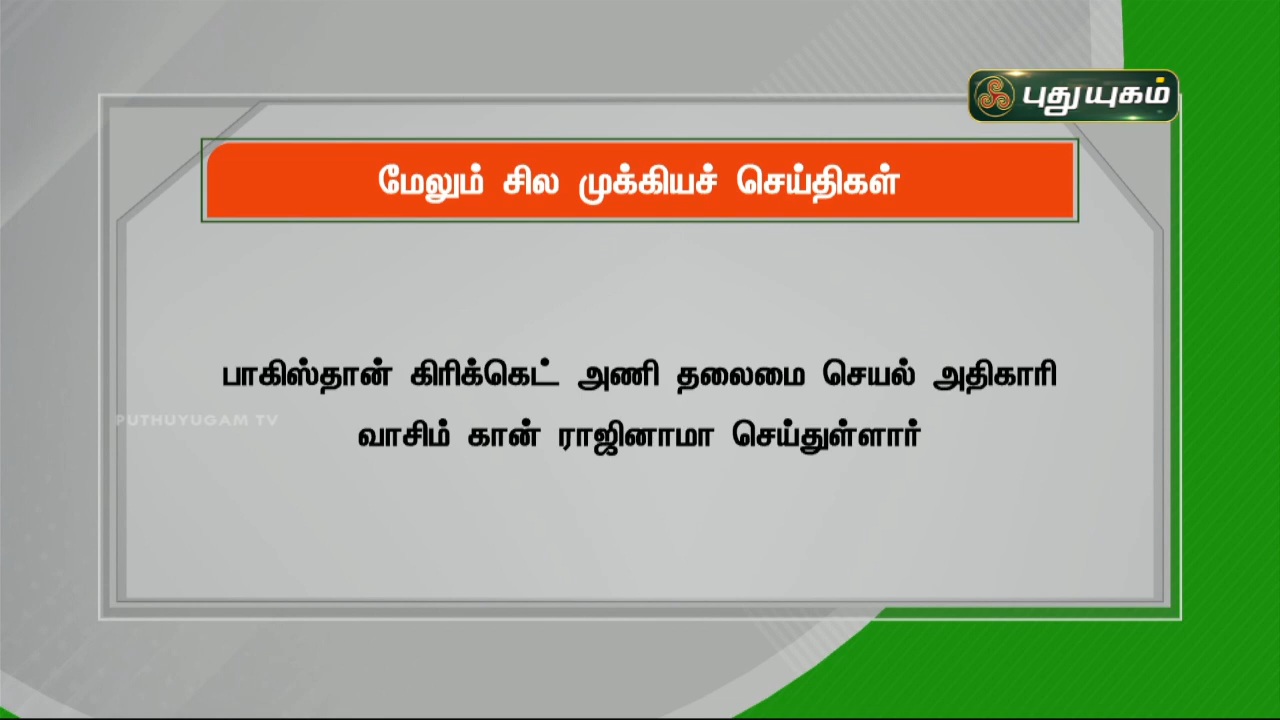 புதுயுகம்
மேலும் சில முக்கியச் செய்திகள்
பாகிஸ்தான் கிரிக்கெட் அணி தலைமை செயல் அதிகாரி
PUTHUYUGAM TV
வாசிம் கான் ராஜினாமா செய்துள்ளார்